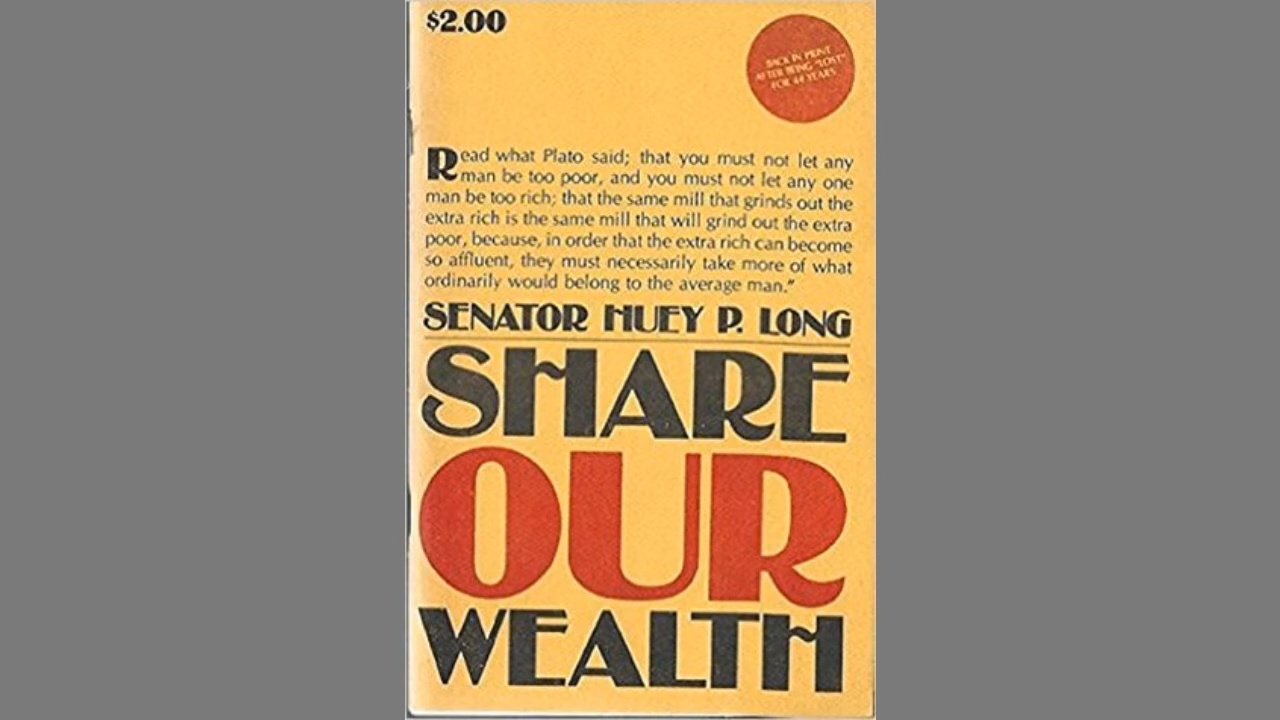 $2.00
BACK IN PRINT
AFTER BEING "LOST"
FOR 44 YEARS
Read what Plato said; that you must not let any
man be too poor, and you must not let any one
man be too rich; that the same mill that grinds out the
extra rich is the same mill that will grind out the extra
poor, because, in order that the extra rich can become
so affluent, they must necessarily take more of what
ordinarily would belong to the average man."
SENATOR HUEY P. LONG
SHARE
OUR
WEALTH